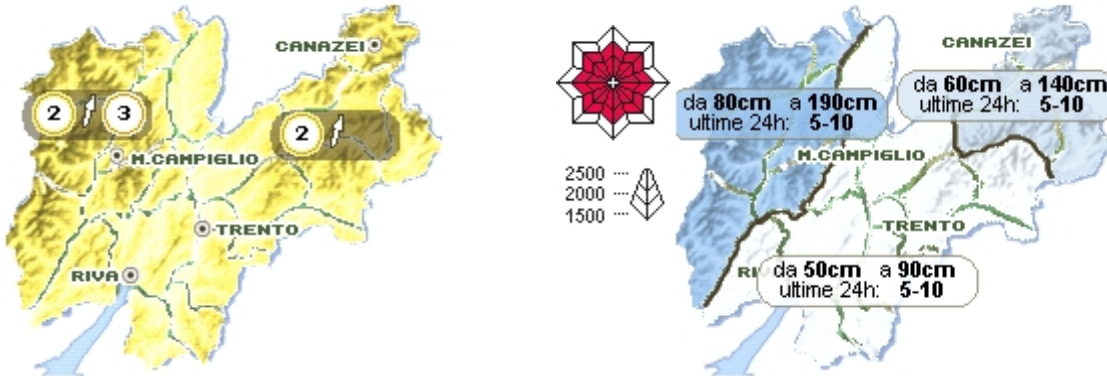 CANAZEI
2 3
2
M.CAMPIGLIO
TRENTO
RIVA
CANAZEI
da 60cm a 140cm
ultime 24h: 5-10
da 80cm a 190cm
ultime 24h: 5-10
M.CAMPIGLIO
2500
2000
1500
TRENTO
RI
da 50cm a 90cm
ultime 24h: 5-10